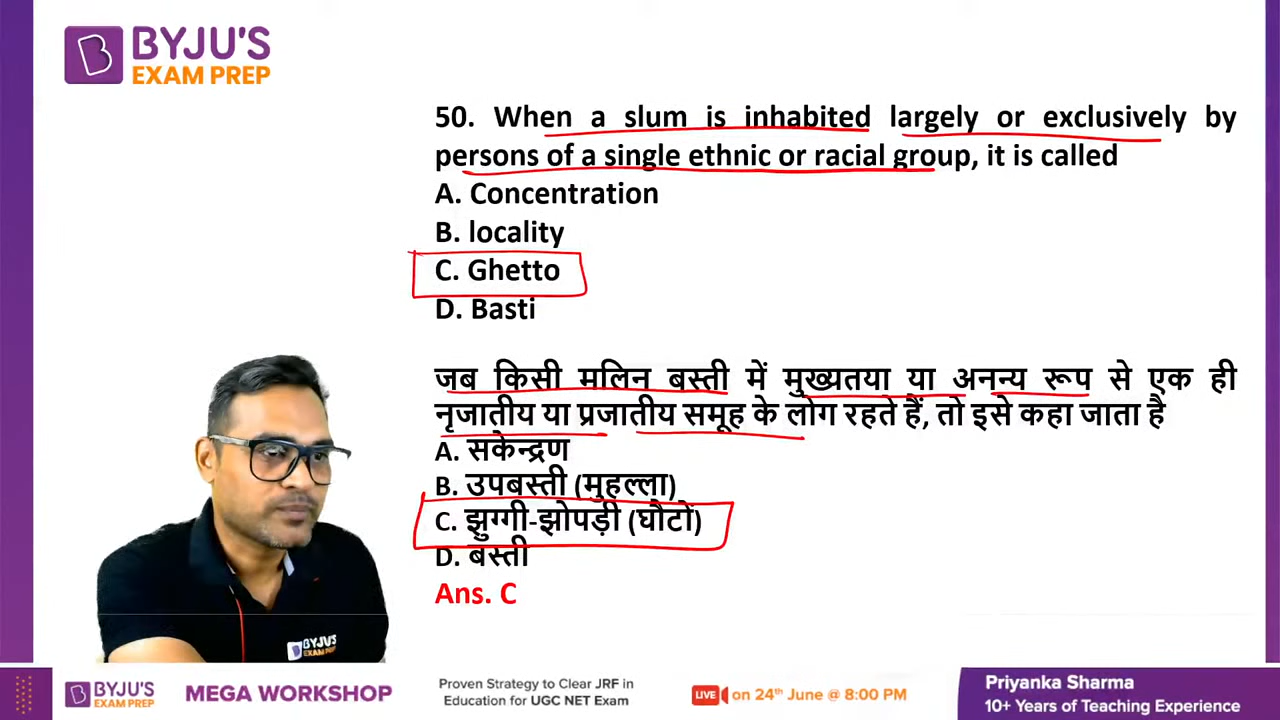 BYJU'S
EXAM PREP
50. When a slum is inhabited largely or exclusively by
persons of a single ethnic or racial group, it is called
A. Concentration
B. locality
C. Ghetto
D. Basti
जब किसी मलिन बस्ती में मुख्यतया या अनन्य रूप से एक ही
नृजातीय या प्रजातीय समूह के लोग रहते हैं, तो इसे कहा जाता है
A. सकेन्द्रण
B. उपबस्ती (मुहल्ला)
C. झुग्गी-झोपड़ी (घौटो)
D. बस्ती
Ans. C
BYJU'S
EXAM PREP
BYJU'S
EXAM PREP
MEGA WORKSHOP
Proven Strategy to Clear JRF in
Education for UGC NET Exam
LIVE on 24th June @ 8:00 PM
Priyanka Sharma
10+ Years of Teaching Experience